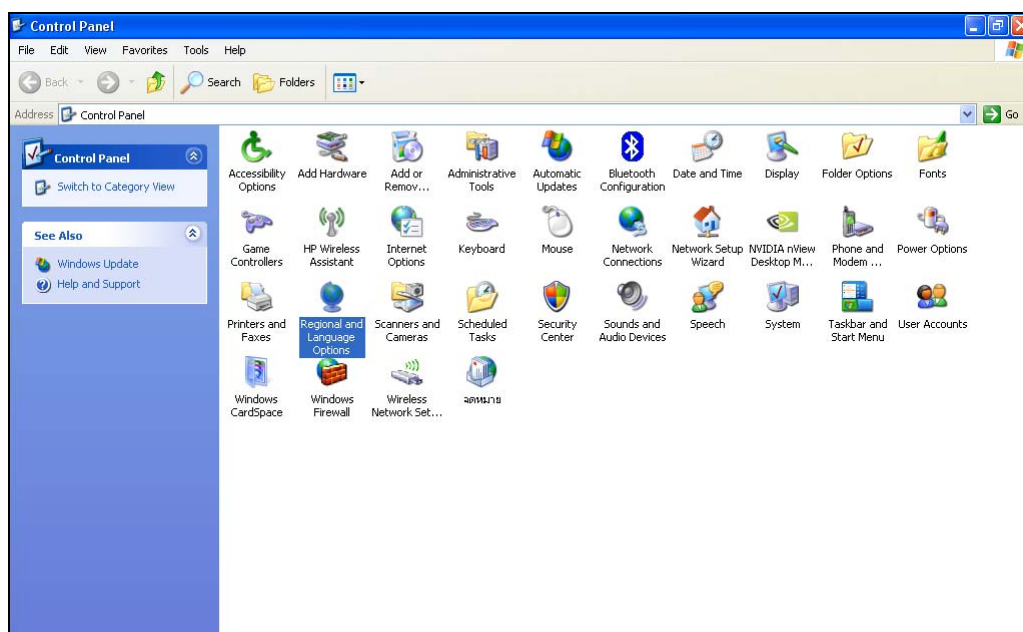 Control Panel
File Edit View Favorites Tools Help
Back Search Folders
Address Control Panel Go
Control Panel
Switch to Category View
See Also
Windows Update
Help and Support
Accessibility Options
Add Hardware
Add or Remov...
Administrative Tools
Automatic Updates
Bluetooth Configuration
Date and Time
Display
Folder Options
Fonts
Game Controllers
HP Wireless Assistant
Internet Options
Keyboard
Mouse
Network Connections
Network Setup Wizard
NVIDIA nView Desktop M...
Phone and Modem ...
Power Options
Printers and Faxes
Regional and Language Options
Scanners and Cameras
Scheduled Tasks
Security Center
Sounds and Audio Devices
Speech
System
Taskbar and Start Menu
User Accounts
Windows CardSpace
Windows Firewall
Wireless Network Set...
จดหมาย